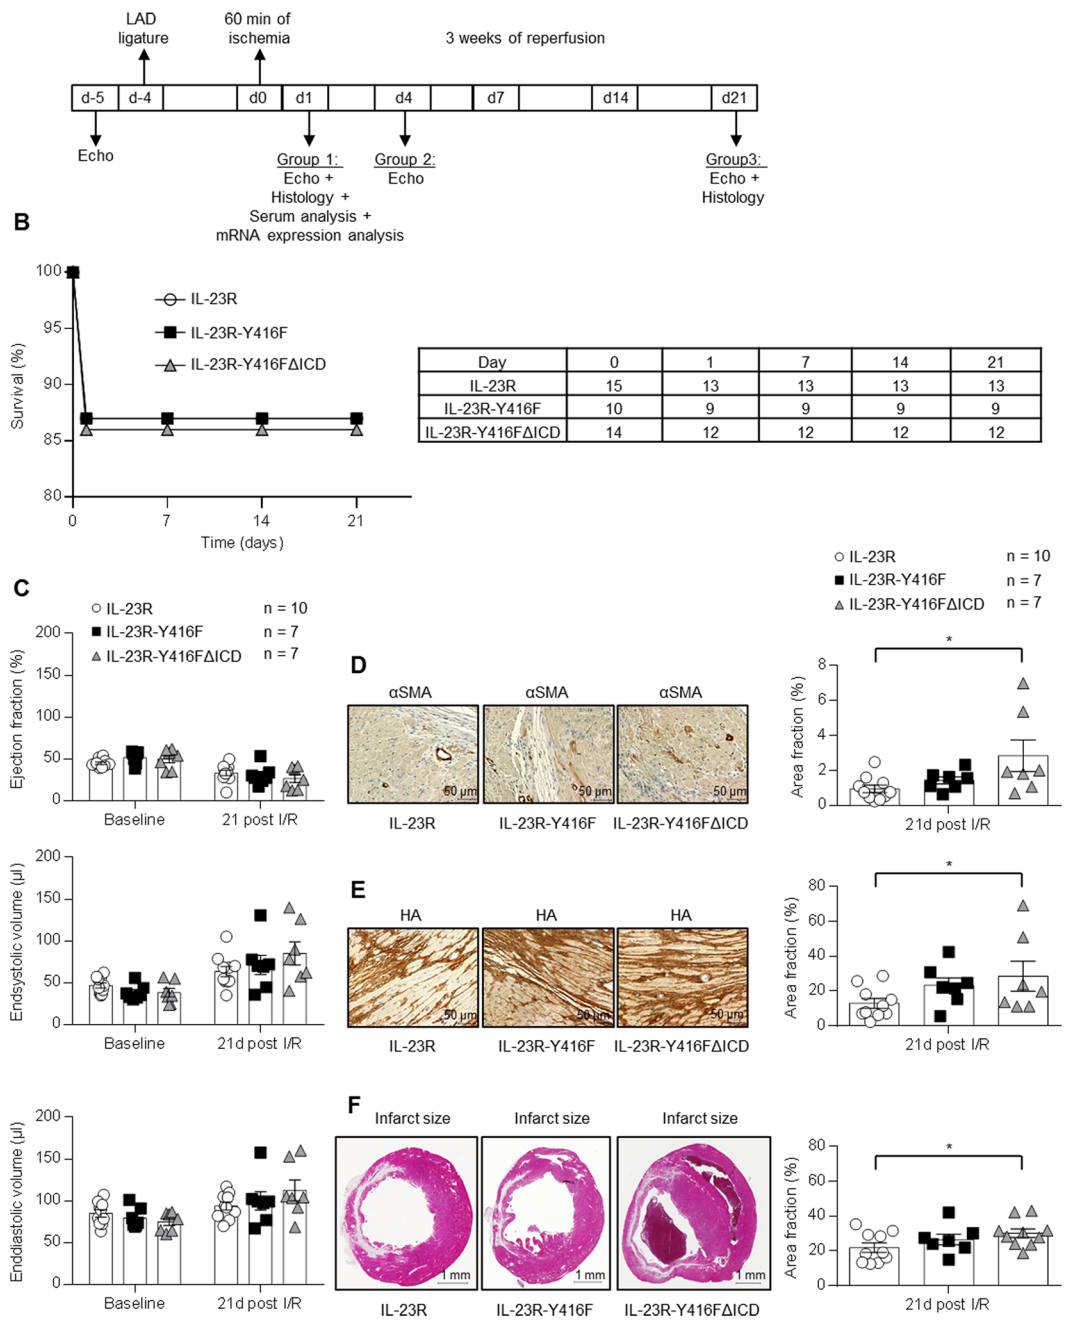 LAD
ligature
60 min of
ischemia
3 weeks of reperfusion
d-5 d-4 d0 d1 d4 d7 d14 d21
Echo
Group 1:
Echo +
Histology +
Serum analysis +
mRNA expression analysis
Group 2:
Echo
Group3:
Echo +
Histology
B
Survival (%)
100
95
90
85
80
0 7 14 21
Time (days)
IL-23R
IL-23R-Y416F
IL-23R-Y416FΔICD
Day 0 1 7 14 21
IL-23R 15 13 13 13 13
IL-23R-Y416F 10 9 9 9 9
IL-23R-Y416FΔICD 14 12 12 12 12
C
IL-23R n = 10
IL-23R-Y416F n = 7
IL-23R-Y416FΔICD n = 7
Ejection fraction (%)
200
150
100
50
0
Baseline 21 post I/R
Endsystolic volume (µl)
200
150
100
50
0
Baseline 21d post I/R
Enddiastolic volume (µl)
200
150
100
50
0
Baseline 21d post I/R
IL-23R n = 10
IL-23R-Y416F n = 7
IL-23R-Y416FΔICD n = 7
D
αSMA αSMA αSMA
50 µm 50 µm 50 µm
IL-23R IL-23R-Y416F IL-23R-Y416FΔICD
Area fraction (%)
*
8
6
4
2
0
21d post I/R
E
HA HA HA
50 µm 50 µm 50 µm
IL-23R IL-23R-Y416F IL-23R-Y416FΔICD
Area fraction (%)
*
80
60
40
20
0
21d post I/R
F
Infarct size Infarct size Infarct size
1 mm 1 mm 1 mm
IL-23R IL-23R-Y416F IL-23R-Y416FΔICD
Area fraction (%)
*
80
60
40
20
0
21d post I/R